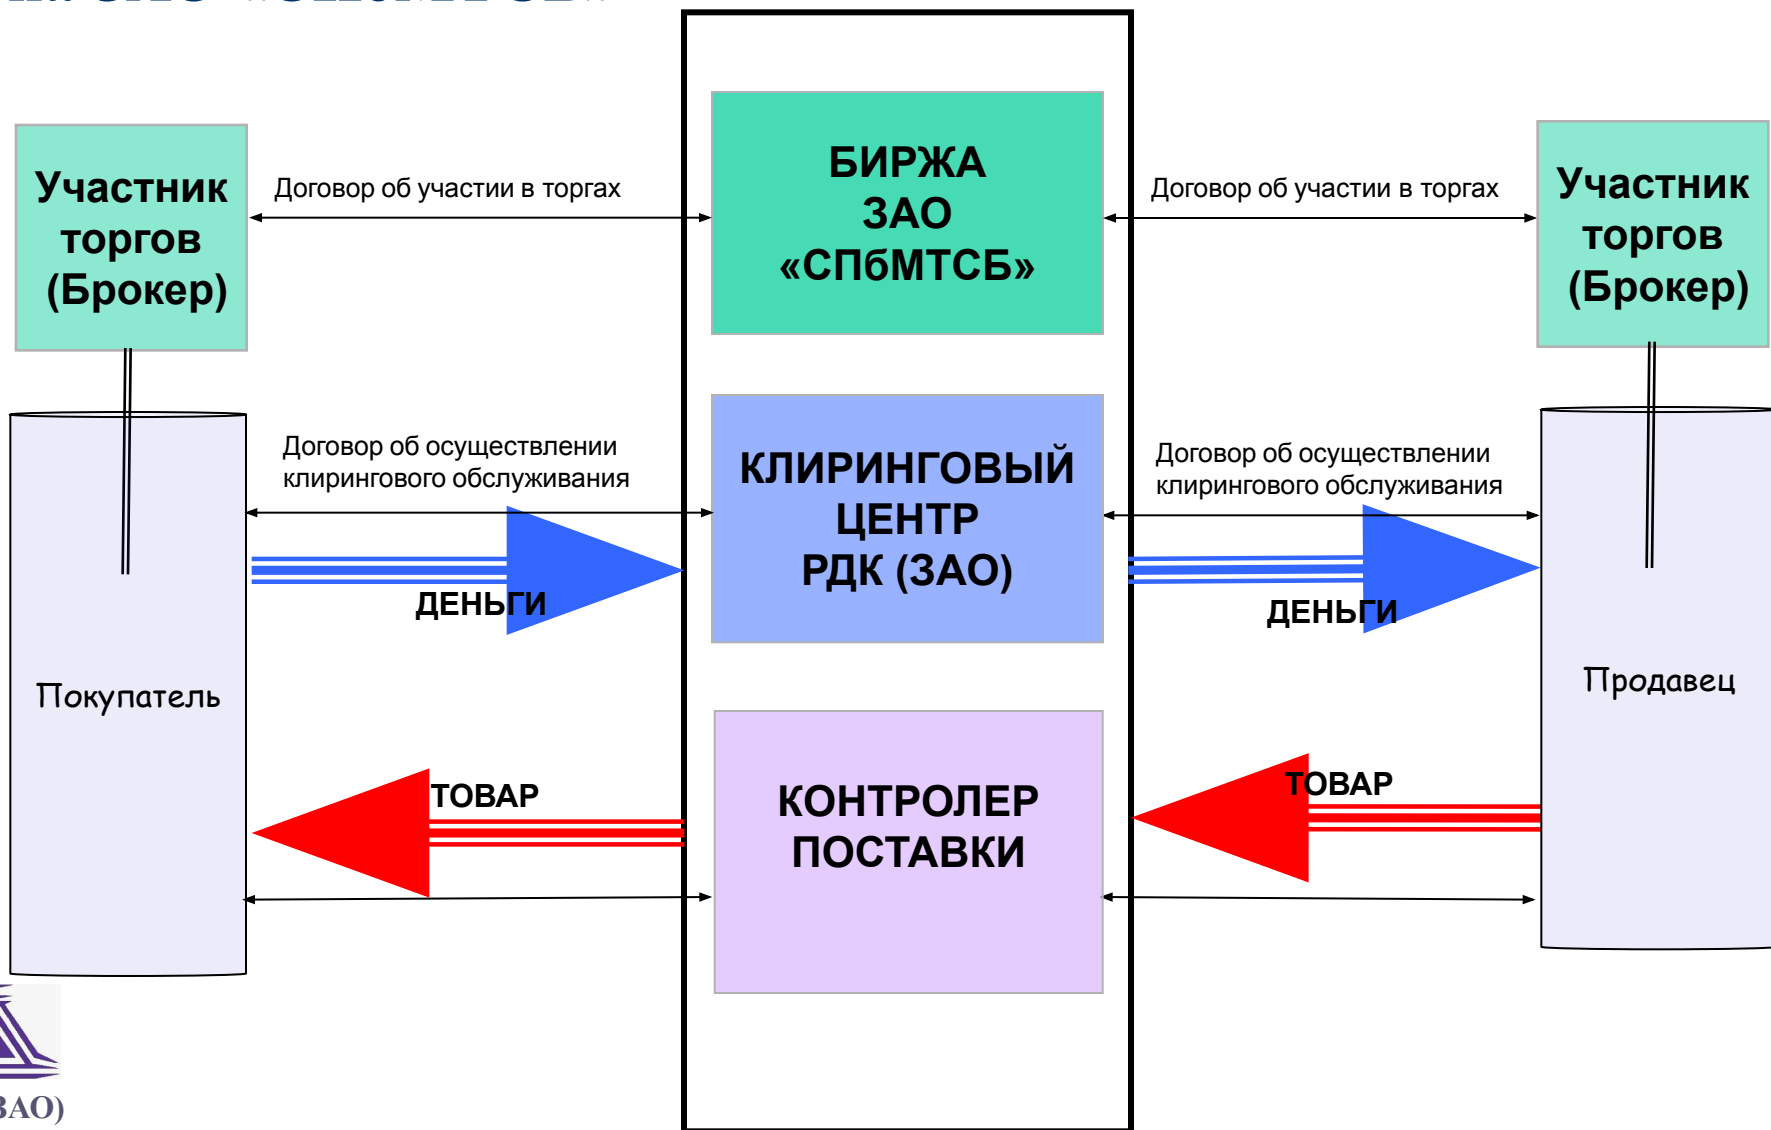 БИРЖА
ЗАО
«СПбМТСБ»
Участник
торгов
(Брокер)
Договор об участии в торгах
Договор об участии в торгах
Участник
торгов
(Брокер)
Договор об осуществлении
клирингового обслуживания
КЛИРИНГОВЫЙ
ЦЕНТР
РДК (ЗАО)
Договор об осуществлении
клирингового обслуживания
ДЕНЬГИ
ДЕНЬГИ
Покупатель
Продавец
ТОВАР
КОНТРОЛЕР
ПОСТАВКИ
ТОВАР
ЗАО)